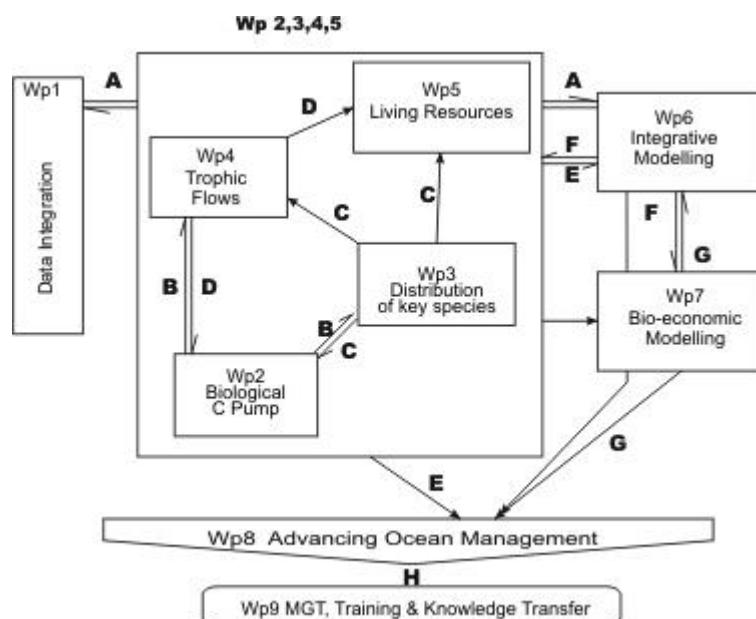 Wp 2,3,4,5
Wp1
Data Integration
A
Wp5
Living Resources
D
Wp4
Trophic
Flows
C
C
Wp3
Distribution
of key species
B
D
B
C
Wp2
Biological
C Pump
A
F
E
Wp6
Integrative
Modelling
F
G
Wp7
Bio-economic
Modelling
E
G
Wp8 Advancing Ocean Management
H
Wp9 MGT, Training & Knowledge Transfer